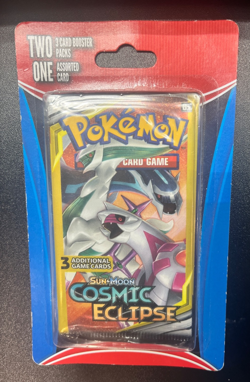 TWO
3 CARD BOOSTER
PACKS
ONE
ASSORTED
CARD
POKéMON
CARD GAME
3 ADDITIONAL
GAME CARDS
SUN & MOON
COSMIC
ECLIPSE